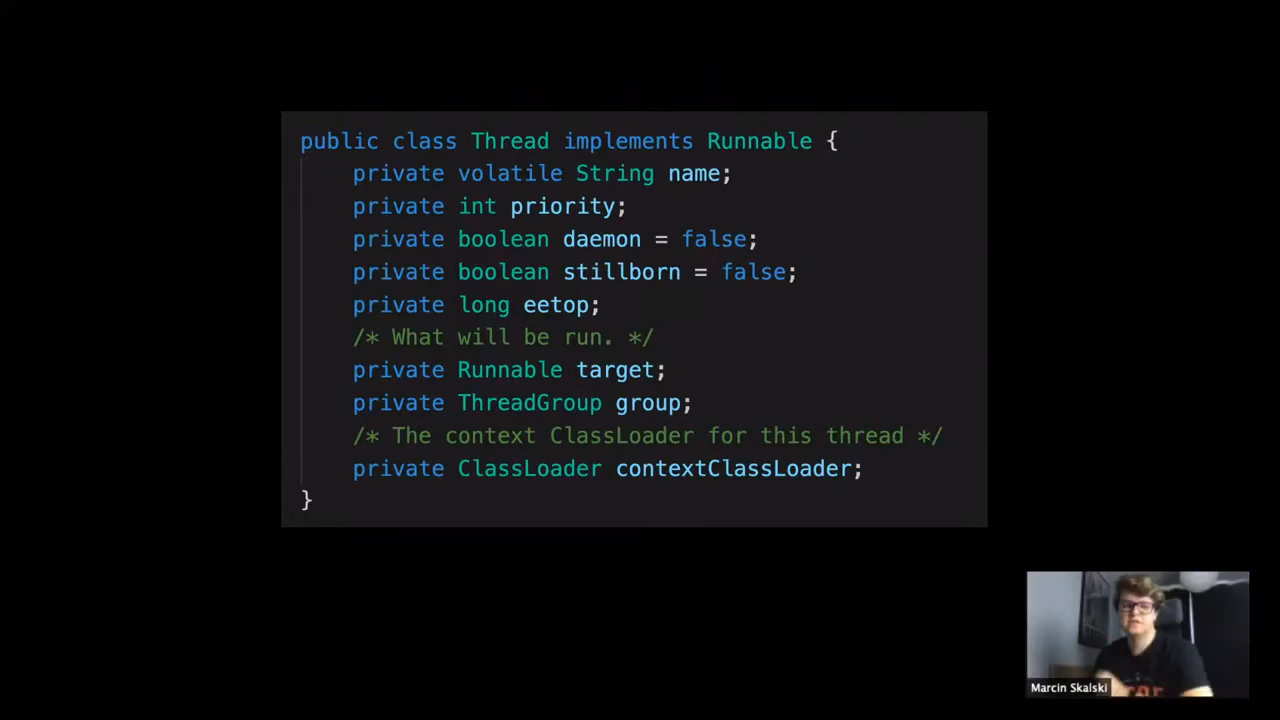 public class Thread implements Runnable {
private volatile String name;
private int priority;
private boolean daemon = false;
private boolean stillborn = false;
private long eetop;
/* What will be run. */
private Runnable target;
private ThreadGroup group;
/* The context ClassLoader for this thread */
private ClassLoader contextClassLoader;
}
Marcin Skalski